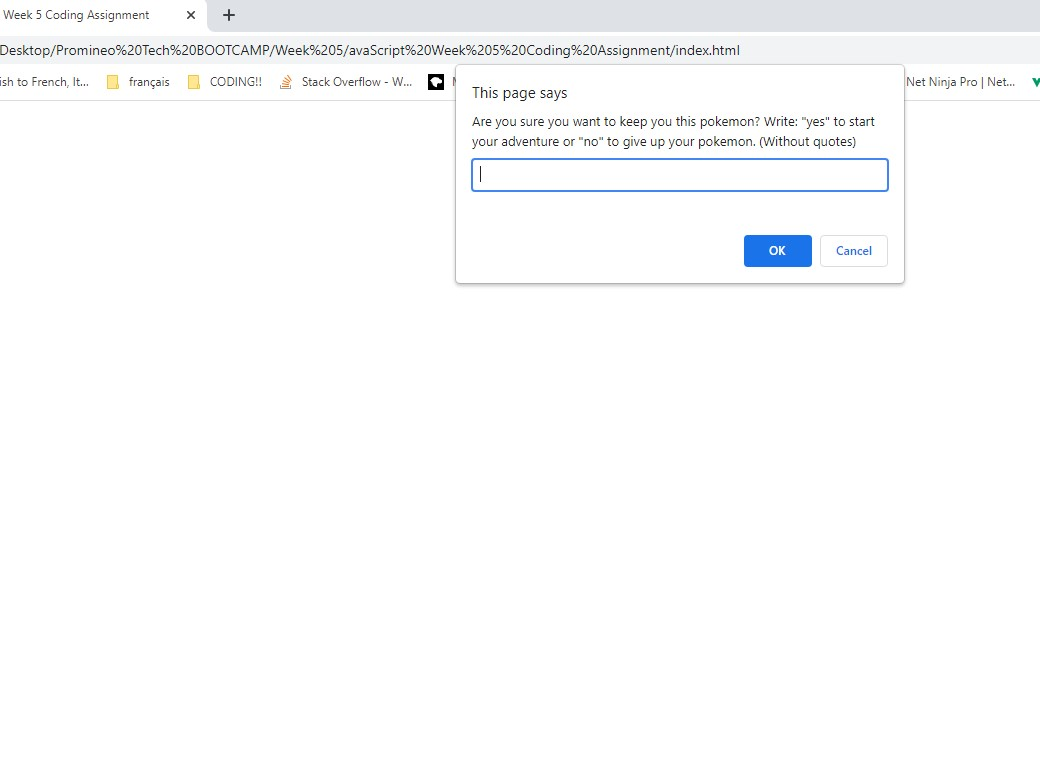 Week 5 Coding Assignment
Desktop/Promineo%20Tech%20BOOTCAMP/Week%205/avaScript%20Week%205%20Coding%20Assignment/index.html
ish to French, It... français CODING!! Stack Overflow - W... Net Ninja Pro | Net...
This page says
Are you sure you want to keep you this pokemon? Write: "yes" to start
your adventure or "no" to give up your pokemon. (Without quotes)
OK Cancel